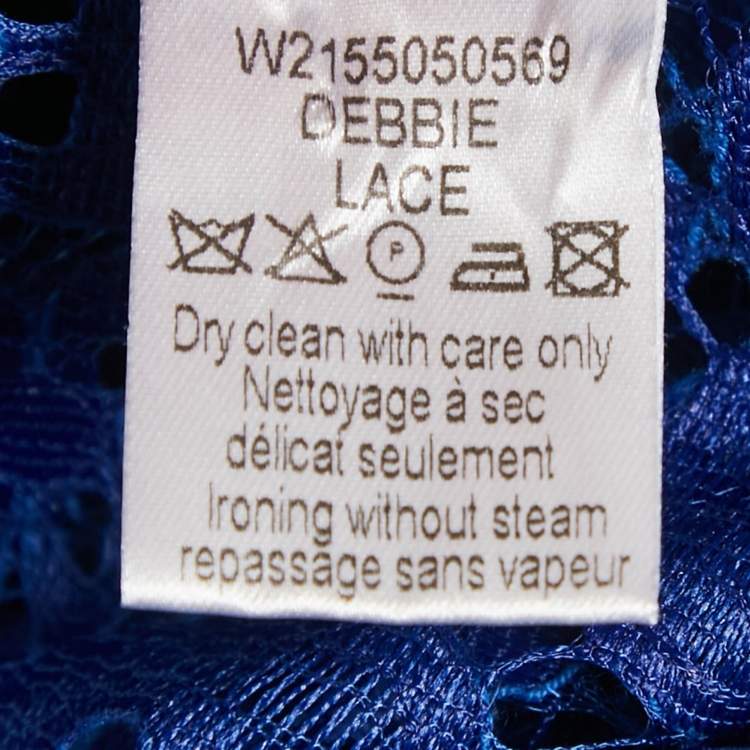 W2155050569
DEBBIE
LACE
P
Dry clean with care only
Nettoyage à sec
délicat seulement
Ironing without steam
repassage sans vapeur